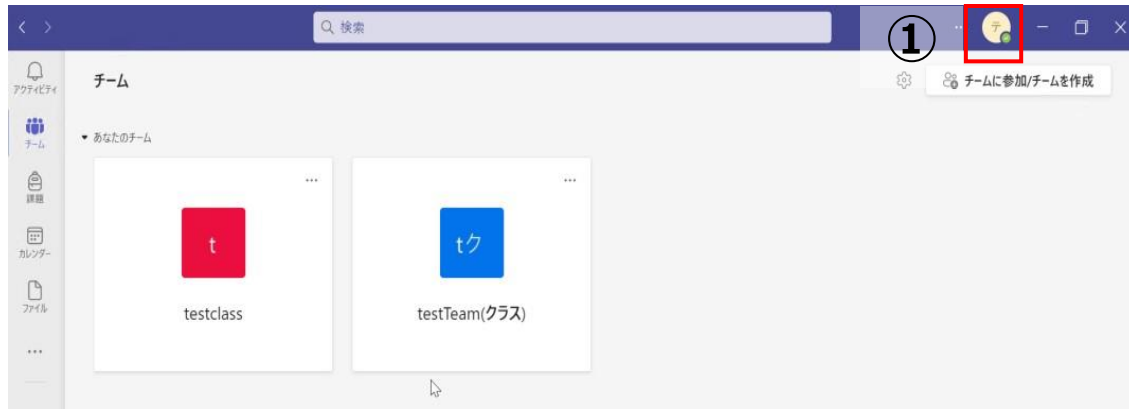 検索
①
テ
アクティビティ
チーム
チームに参加/チームを作成
チーム
あなたのチーム
課題
t
tク
カレンダー
ファイル
testclass
testTeam(クラス)